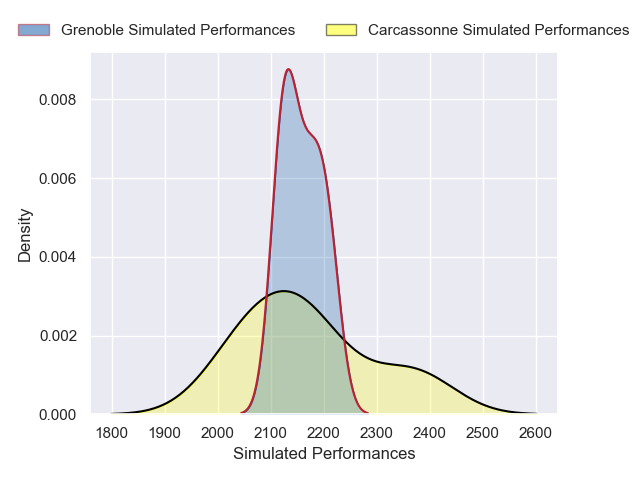 Grenoble Simulated Performances Carcassonne Simulated Performances
0.008
0.006
0.004
0.002
0.000
Density
1800 1900 2000 2100 2200 2300 2400 2500 2600
Simulated Performances